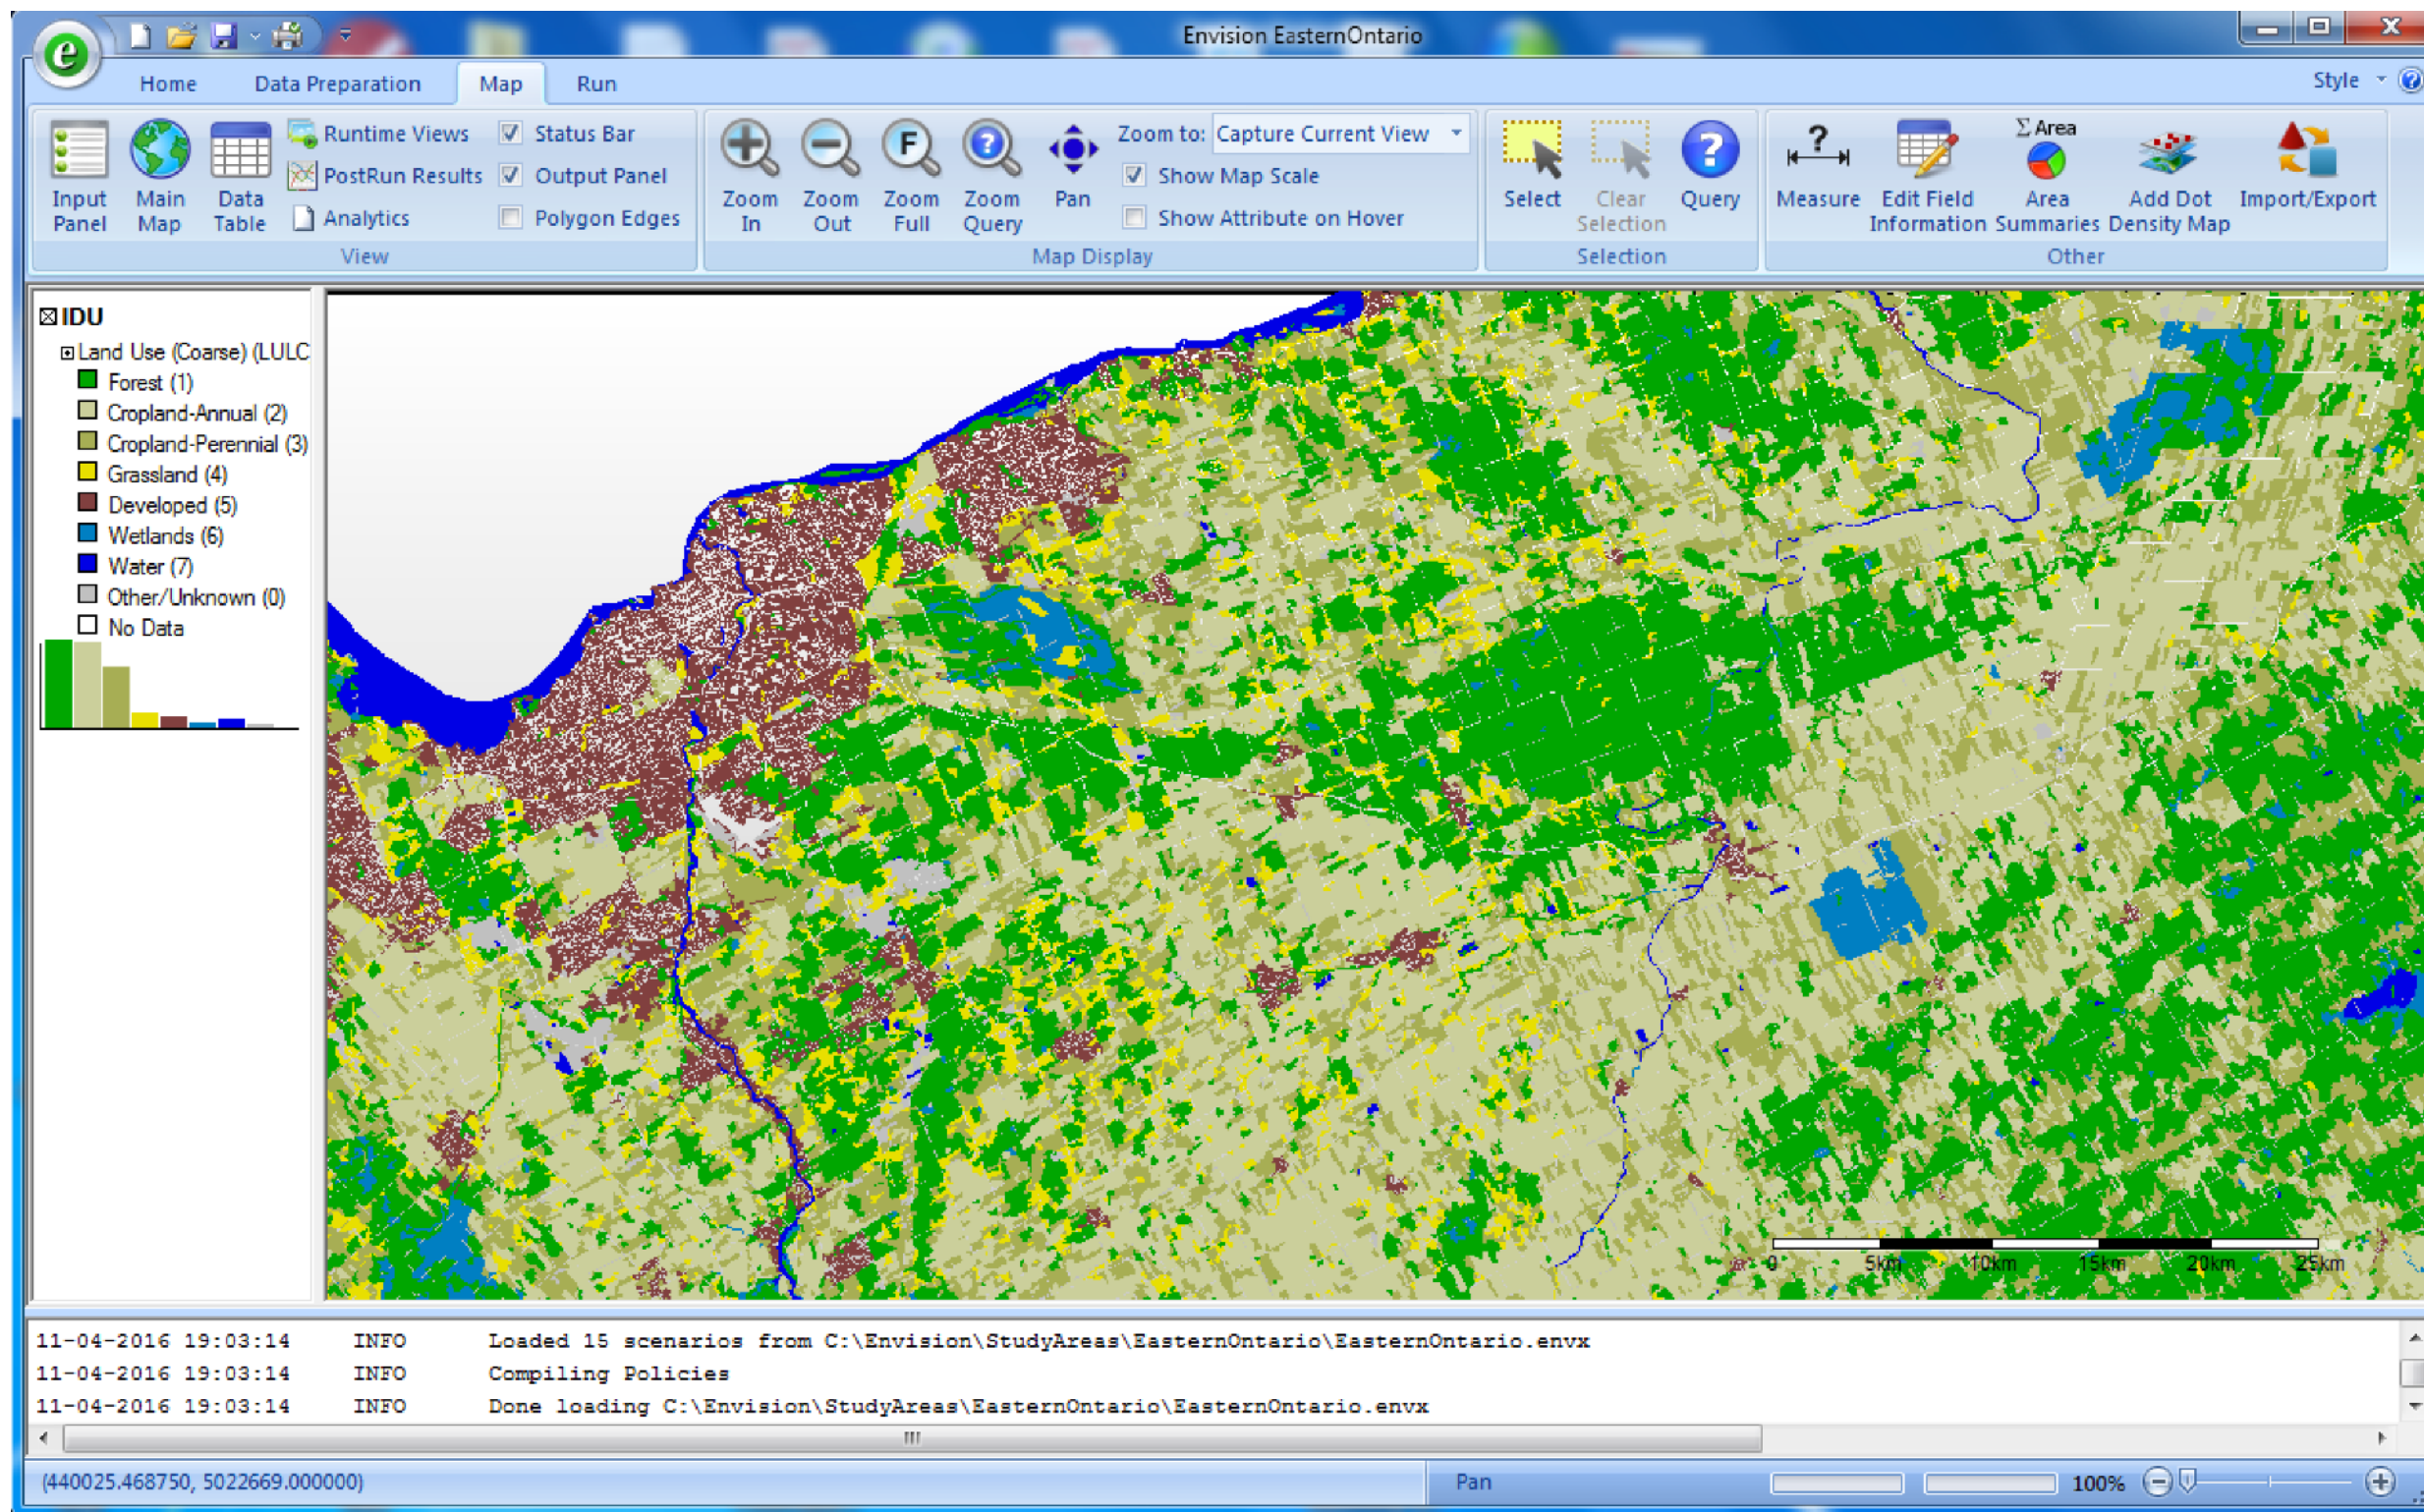 Envision EasternOntario
Home Data Preparation Map Run Style
Input Panel
Main Map
Data Table
Runtime Views
PostRun Results
Analytics
Status Bar
Output Panel
Polygon Edges
View
Zoom In
Zoom Out
Zoom Full
Zoom Query
Pan
Zoom to: Capture Current View
Show Map Scale
Show Attribute on Hover
Map Display
Select
Clear Selection
Query
Selection
Measure
Edit Field Information
Σ Area
Area Summaries
Add Dot Density Map
Import/Export
Other
IDU
Land Use (Coarse) (LULC
Forest (1)
Cropland-Annual (2)
Cropland-Perennial (3)
Grassland (4)
Developed (5)
Wetlands (6)
Water (7)
Other/Unknown (0)
No Data
0 5km 10km 15km 20km 25km
11-04-2016 19:03:14 INFO Loaded 15 scenarios from C:\Envision\StudyAreas\EasternOntario\EasternOntario.envx
11-04-2016 19:03:14 INFO Compiling Policies
11-04-2016 19:03:14 INFO Done loading C:\Envision\StudyAreas\EasternOntario\EasternOntario.envx
(440025.468750, 5022669.000000) Pan 100%